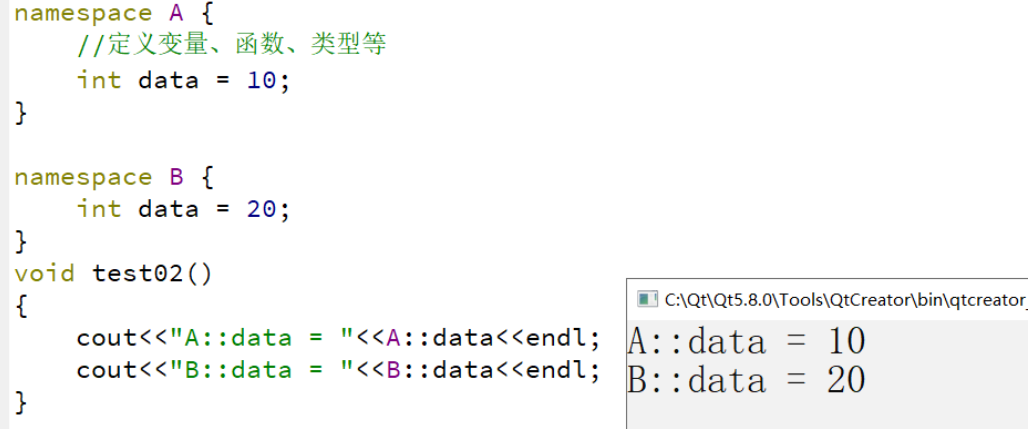 namespace A {
    //定义变量、函数、类型等
    int data = 10;
}

namespace B {
    int data = 20;
}
void test02()
{
    cout<<"A::data = "<<A::data<<endl;
    cout<<"B::data = "<<B::data<<endl;
}
C:\Qt\Qt5.8.0\Tools\QtCreator\bin\qtcreator_
A::data = 10
B::data = 20